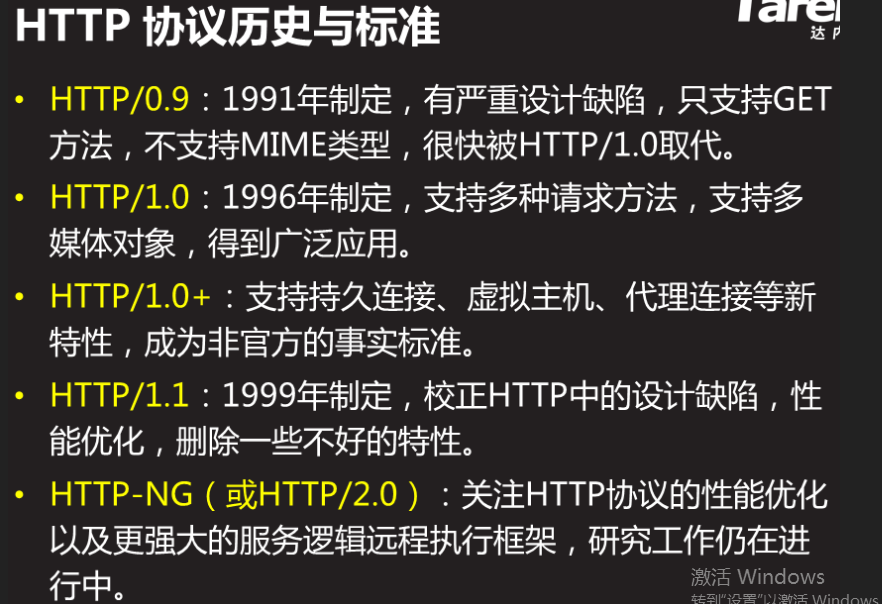 HTTP 协议历史与标准
达内
• HTTP/0.9：1991年制定，有严重设计缺陷，只支持GET
方法，不支持MIME类型，很快被HTTP/1.0取代。
• HTTP/1.0：1996年制定，支持多种请求方法，支持多
媒体对象，得到广泛应用。
• HTTP/1.0+：支持持久连接、虚拟主机、代理连接等新
特性，成为非官方的事实标准。
• HTTP/1.1：1999年制定，校正HTTP中的设计缺陷，性
能优化，删除一些不好的特性。
• HTTP-NG（或HTTP/2.0）：关注HTTP协议的性能优化
以及更强大的服务逻辑远程执行框架，研究工作仍在进
行中。
激活 Windows
转到"设置"以激活 Windows